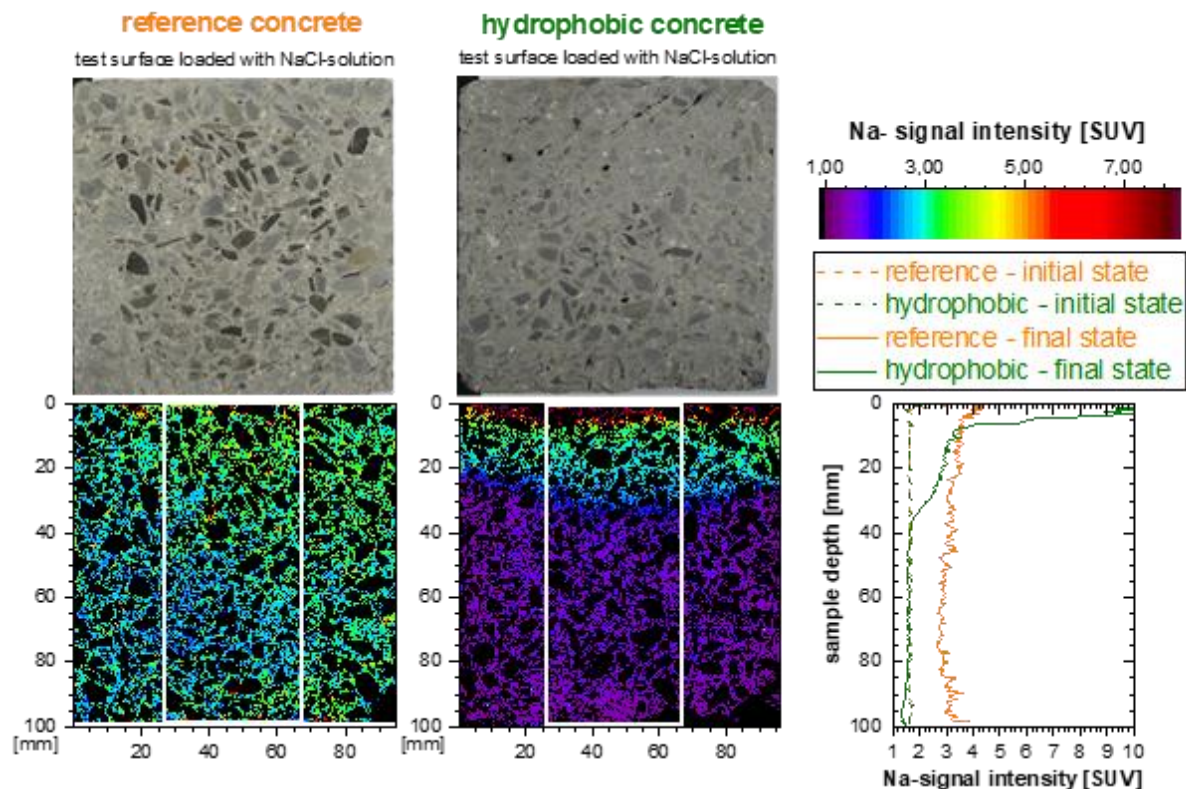 reference concrete
test surface loaded with NaCl-solution
hydrophobic concrete
test surface loaded with NaCl-solution
Na- signal intensity [SUV]
1,00 3,00 5,00 7,00
reference - initial state
hydrophobic - initial state
reference - final state
hydrophobic - final state
0
20
40
60
80
100
[mm]
20 40 60 80
0
20
40
60
80
100
[mm]
20 40 60 80
sample depth [mm]
0
20
40
60
80
100
1 2 3 4 5 6 7 8 9 10
Na-signal intensity [SUV]